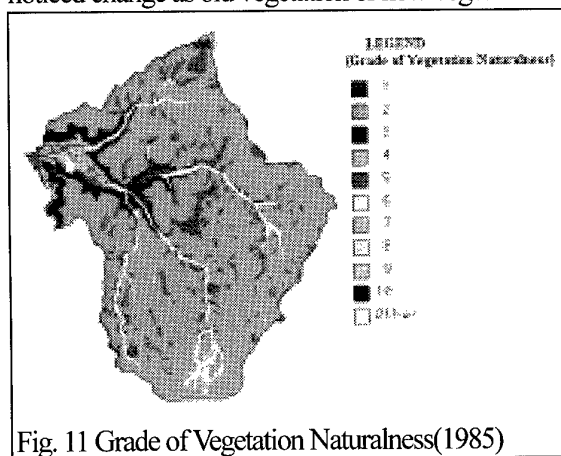 LEGEND
(Grade of Vegetation Naturalness)
1
2
3
4
5
6
7
8
9
10
Other
Fig. 11 Grade of Vegetation Naturalness(1985)